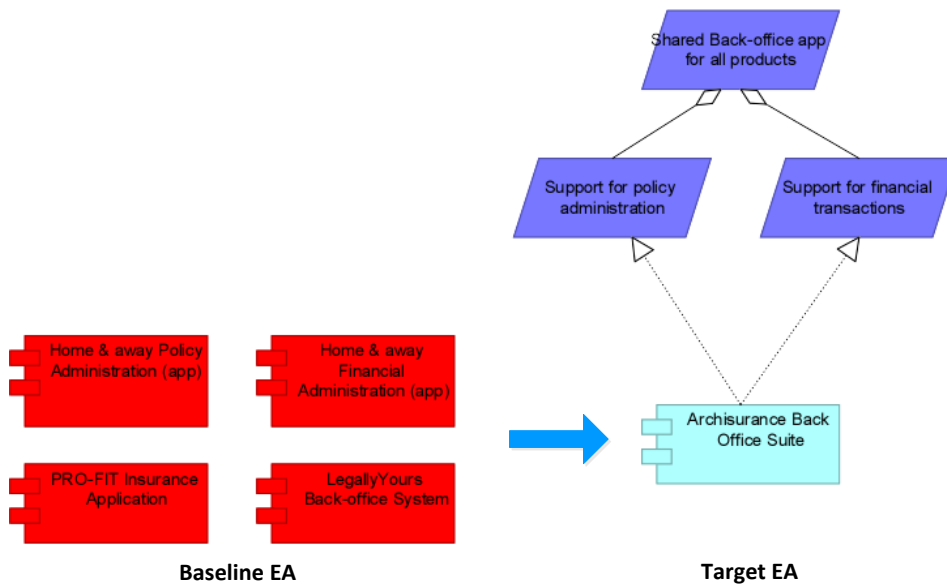 Shared Back-office app
for all products
Support for policy
administration
Support for financial
transactions
Home & away Policy
Administration (app)
Home & away
Financial
Administration (app)
Archisurance Back
Office Suite
PRO-FIT Insurance
Application
LegallyYours
Back-office System
Baseline EA
Target EA